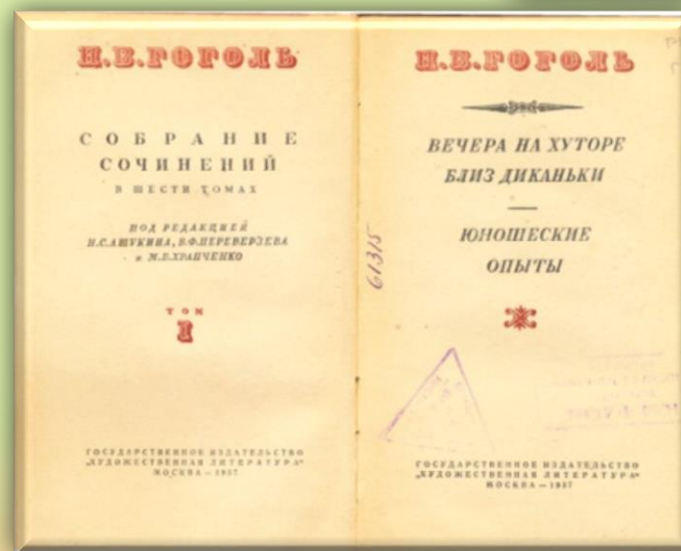 Н.В.ГОГОЛЬ
СОБРАНИЕ
СОЧИНЕНИЙ
В ШЕСТИ ТОМАХ
ПОД РЕДАКЦИЕЙ
Н.С.АШУКИНА, В.Ф.ПЕРЕВЕРЗЕВА
и М.Б.ХРАПЧЕНКО
ТОМ
I
ГОСУДАРСТВЕННОЕ ИЗДАТЕЛЬСТВО
„ХУДОЖЕСТВЕННАЯ ЛИТЕРАТУРА"
МОСКВА — 1937
61315
Н.В.ГОГОЛЬ
ВЕЧЕРА НА ХУТОРЕ
БЛИЗ ДИКАНЬКИ
ЮНОШЕСКИЕ
ОПЫТЫ
ГОСУДАРСТВЕННОЕ ИЗДАТЕЛЬСТВО
„ХУДОЖЕСТВЕННАЯ ЛИТЕРАТУРА"
МОСКВА — 1937